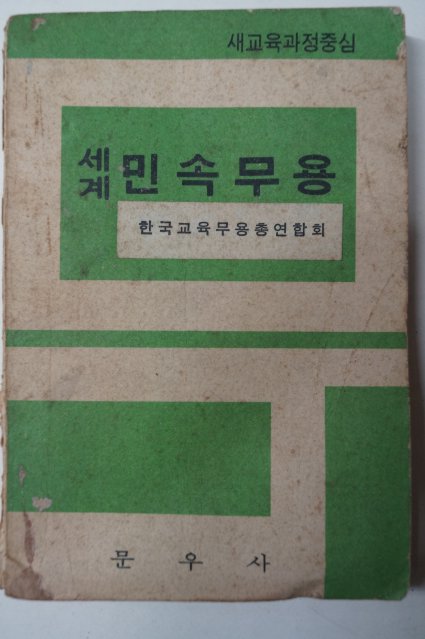 새교육과정중심
세계 민속무용
한국교육무용총연합회
문우사